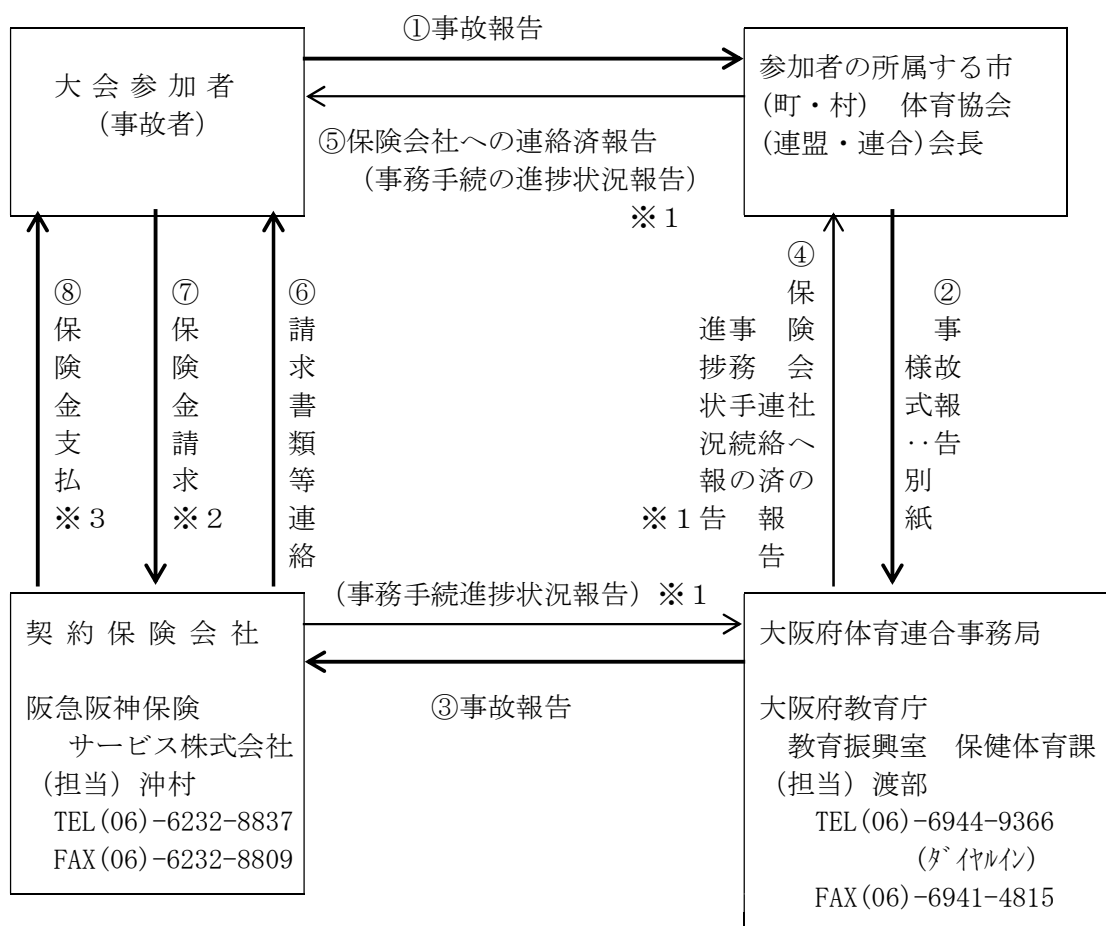 ①事故報告
大会参加者
(事故者)
参加者の所属する市
(町・村)　体育協会
(連盟・連合)会長
⑤保険会社への連絡済報告
(事務手続の進捗状況報告)
※１
⑧保険金支払※３
⑦保険金請求※２
⑥請求書類等連絡
④保険会社への連絡済の報告
事務手続の
進捗状況報告
※１
②事故報告
様式‥別紙
(事務手続進捗状況報告) ※１
③事故報告
契約保険会社
阪急阪神保険
サービス株式会社
(担当) 沖村
TEL(06)-6232-8837
FAX(06)-6232-8809
大阪府体育連合事務局
大阪府教育庁
教育振興室　保健体育課
(担当) 渡部
TEL(06)-6944-9366
(ﾀﾞｲﾔﾙｲﾝ)
FAX(06)-6941-4815